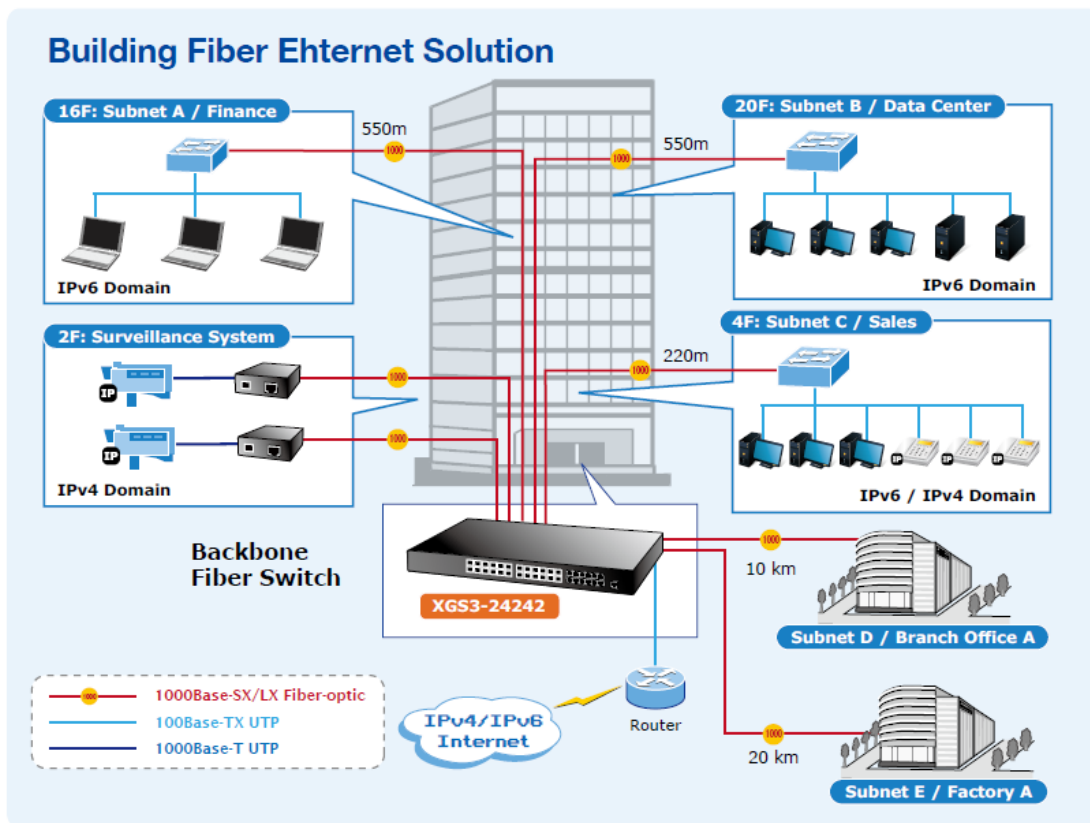 Building Fiber Ehternet Solution
16F: Subnet A / Finance
550m
1000
IPv6 Domain
20F: Subnet B / Data Center
550m
1000
IPv6 Domain
2F: Surveillance System
IP
1000
IP
1000
IPv4 Domain
4F: Subnet C / Sales
220m
1000
IP
IP
IP
IPv6 / IPv4 Domain
Backbone
Fiber Switch
XGS3-24242
1000
10 km
Subnet D / Branch Office A
1000
20 km
Subnet E / Factory A
Router
IPv4/IPv6
Internet
1000
1000Base-SX/LX Fiber-optic
100Base-TX UTP
1000Base-T UTP